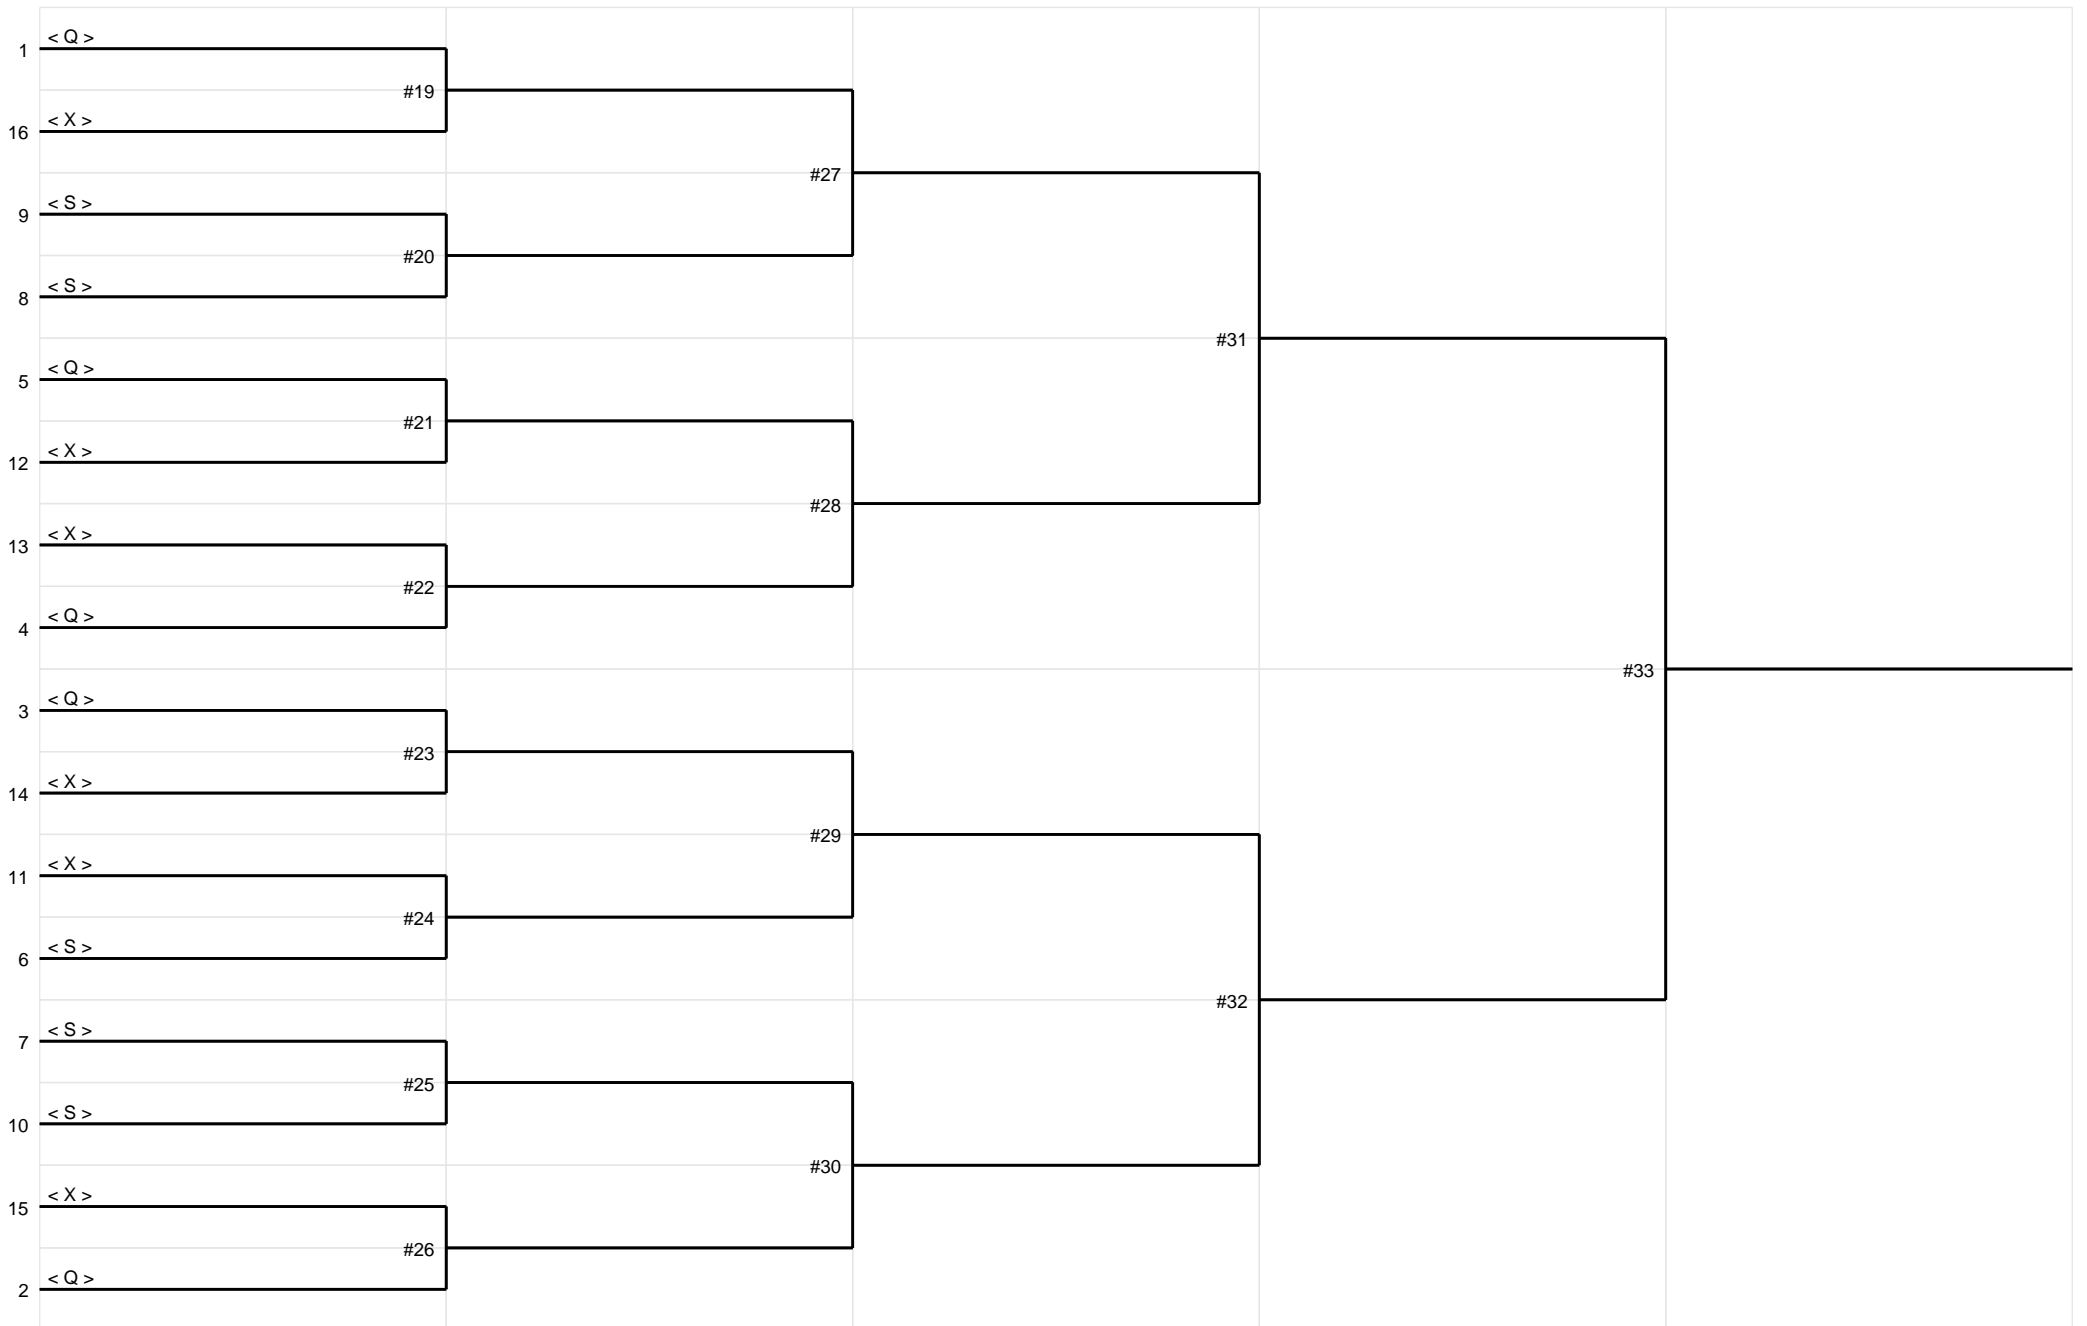 < Q >
1
#19
< X >
16
#27
< S >
9
#20
< S >
8
#31
< Q >
5
#21
< X >
12
#28
< X >
13
#22
< Q >
4
#33
< Q >
3
#23
< X >
14
#29
< X >
11
#24
< S >
6
#32
< S >
7
#25
< S >
10
#30
< X >
15
#26
< Q >
2